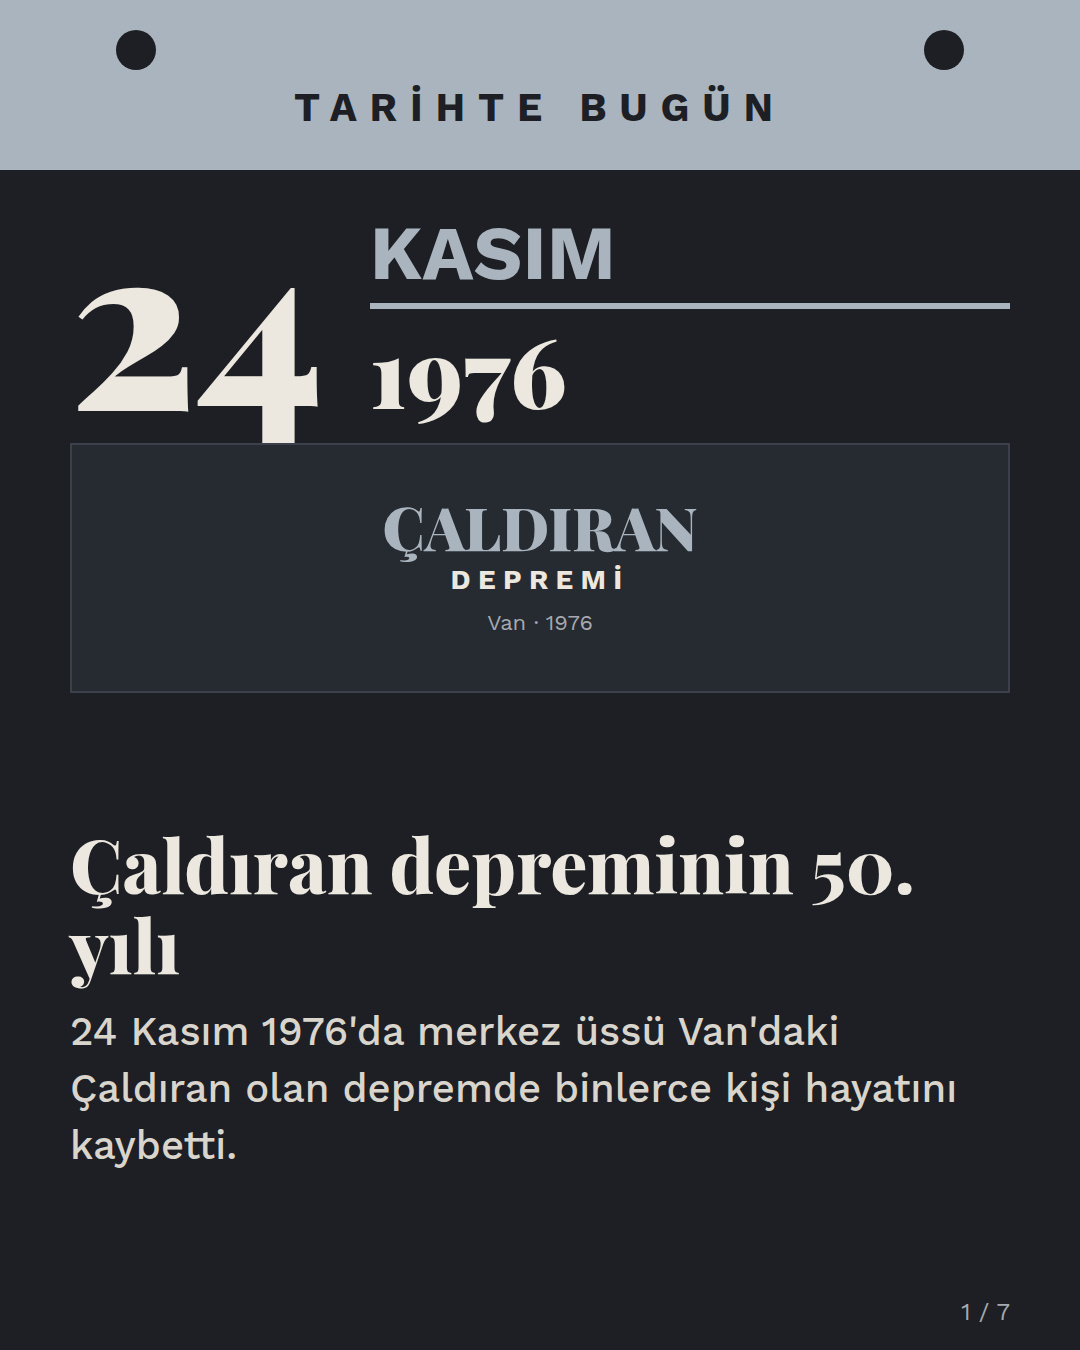 TARİHTE BUGÜN
24
KASIM
1976
ÇALDIRAN
DEPREMİ
Van · 1976
Çaldıran depreminin 50.
yılı
24 Kasım 1976'da merkez üssü Van'daki
Çaldıran olan depremde binlerce kişi hayatını
kaybetti.
1 / 7